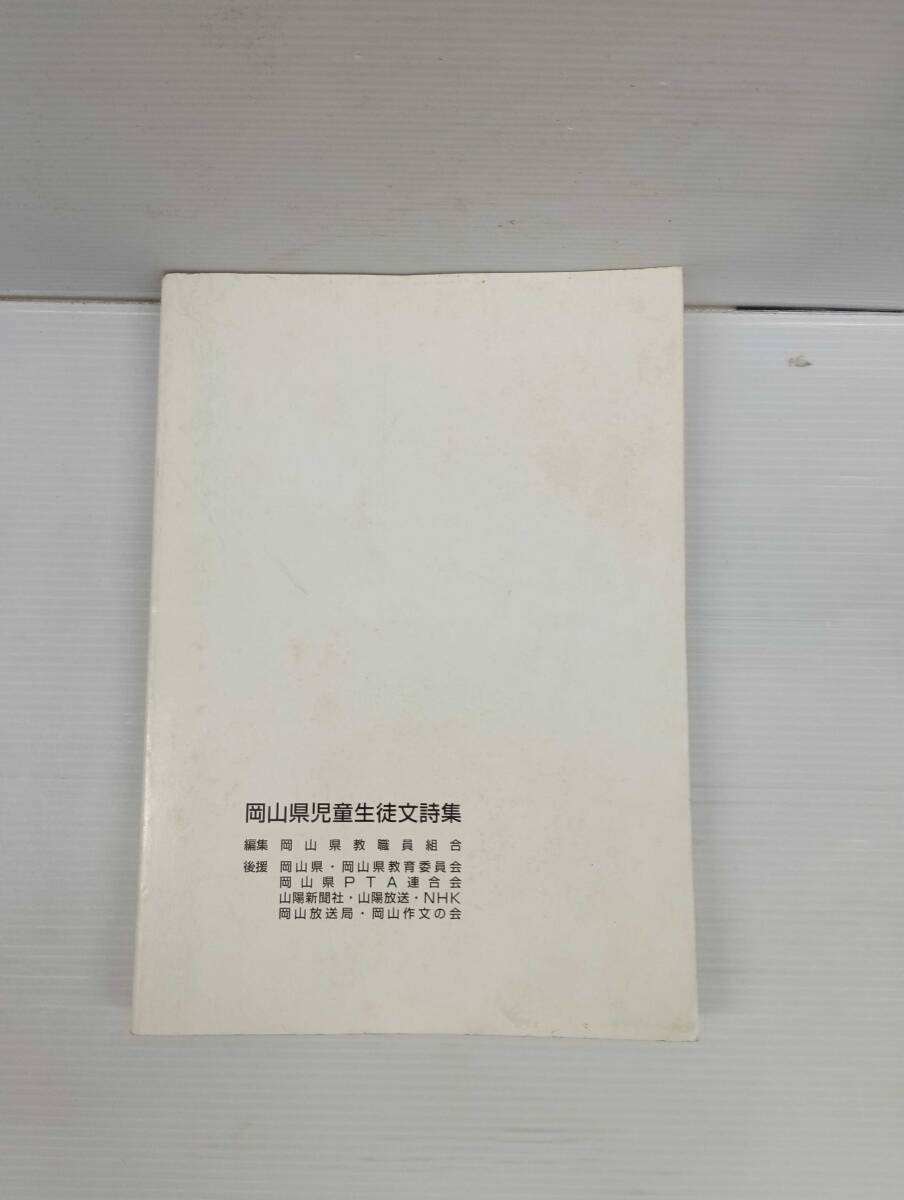 岡山県児童生徒文詩集
編集 岡山県教職員組合
後援 岡山県・岡山県教育委員会
岡山県PTA連合会
山陽新聞社・山陽放送・NHK
岡山放送局・岡山作文の会